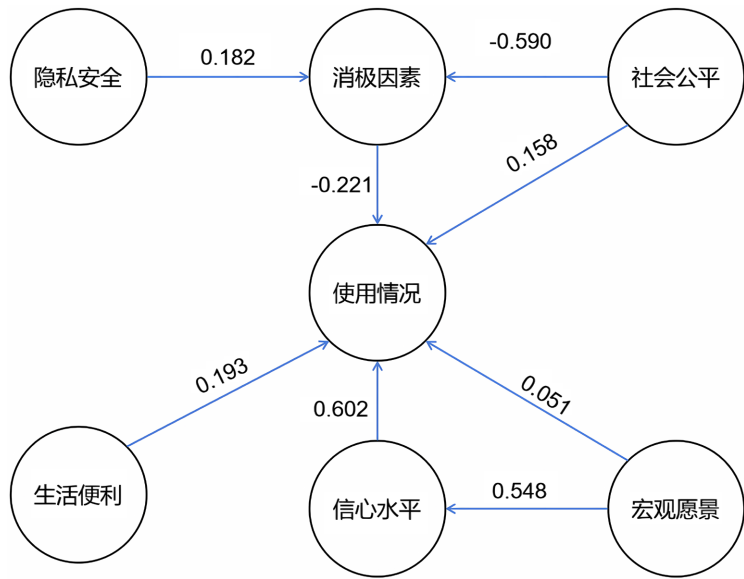 0.182
-0.590
隐私安全
消极因素
社会公平
0.158
-0.221
使用情况
0.193
0.602
0.051
生活便利
信心水平
0.548
宏观愿景